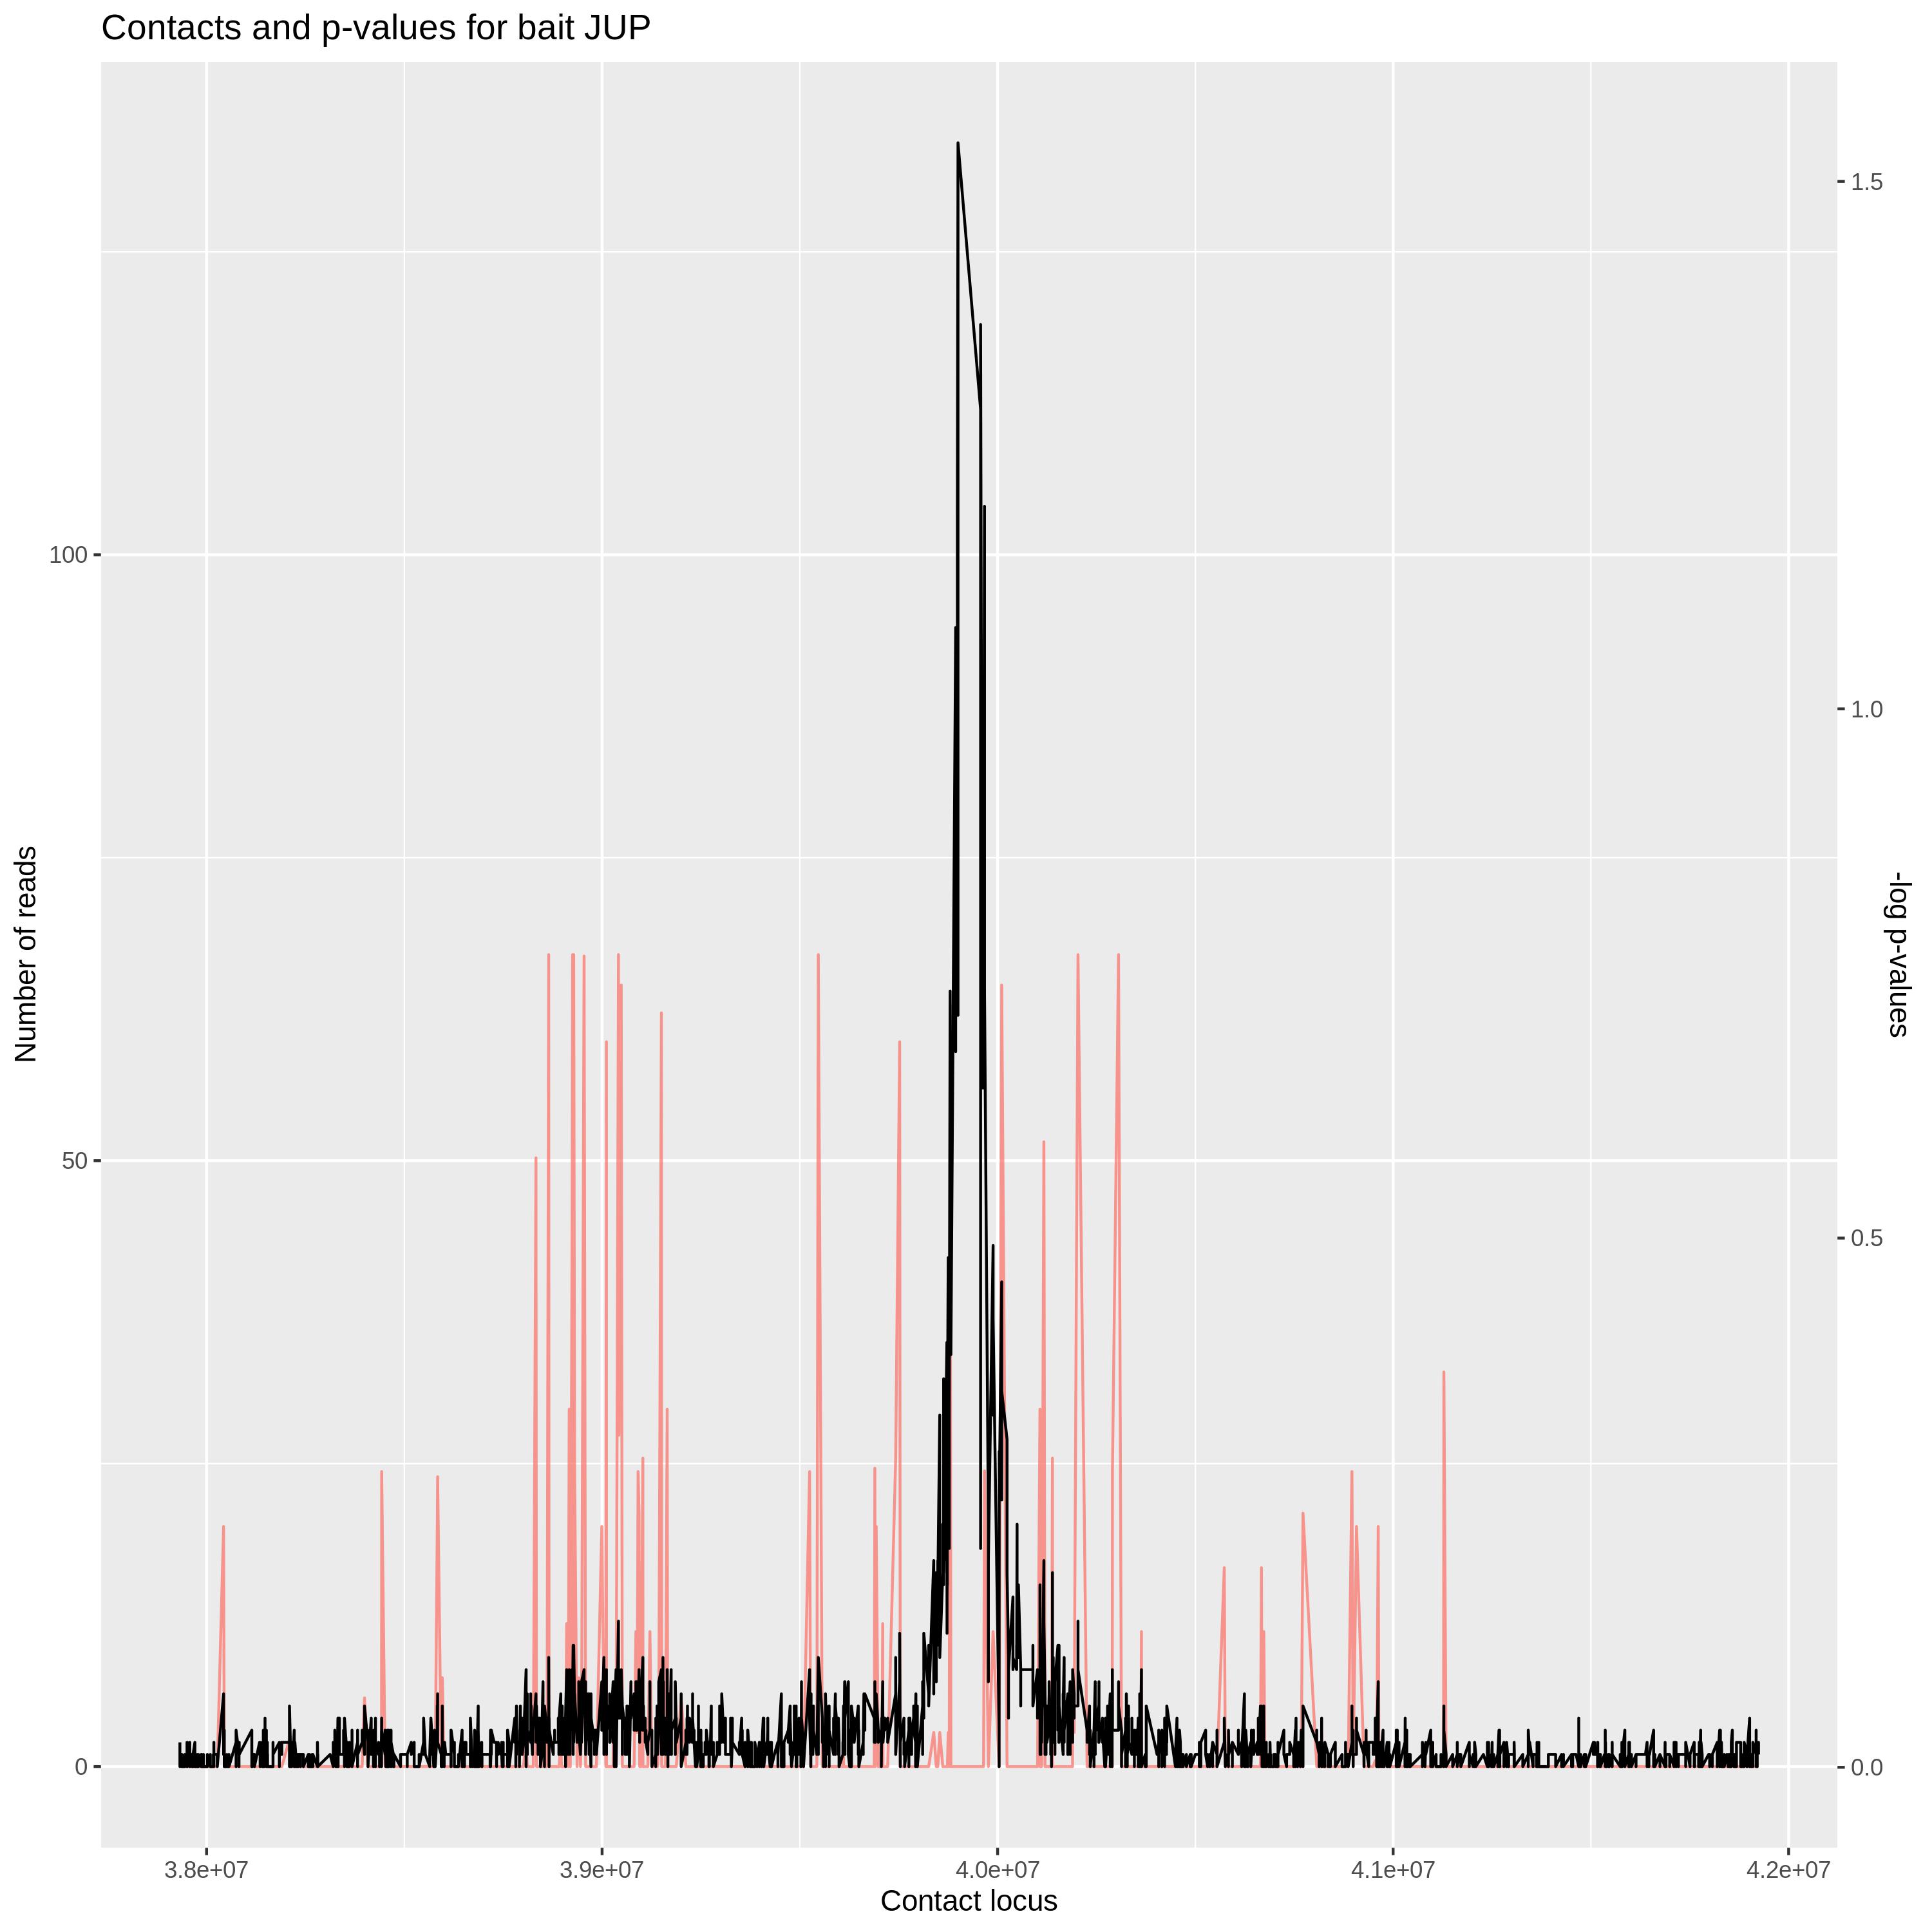 Contacts and p-values for bait JUP
1.5
100
1.0
Number of reads
-log p-values
50
0.5
0
0.0
3.8e+07
3.9e+07
4.0e+07
4.1e+07
4.2e+07
Contact locus